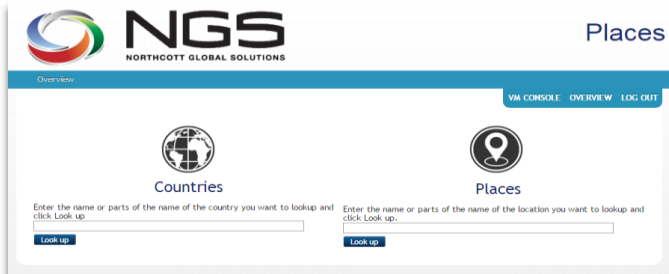 NGS
NORTHCOTT GLOBAL SOLUTIONS
Places
Overview
VM CONSOLE OVERVIEW LOG OUT
Countries
Enter the name or parts of the name of the country you want to lookup and
click Look up
Look up
Places
Enter the name or parts of the name of the location you want to lookup and
click Look up.
Look up